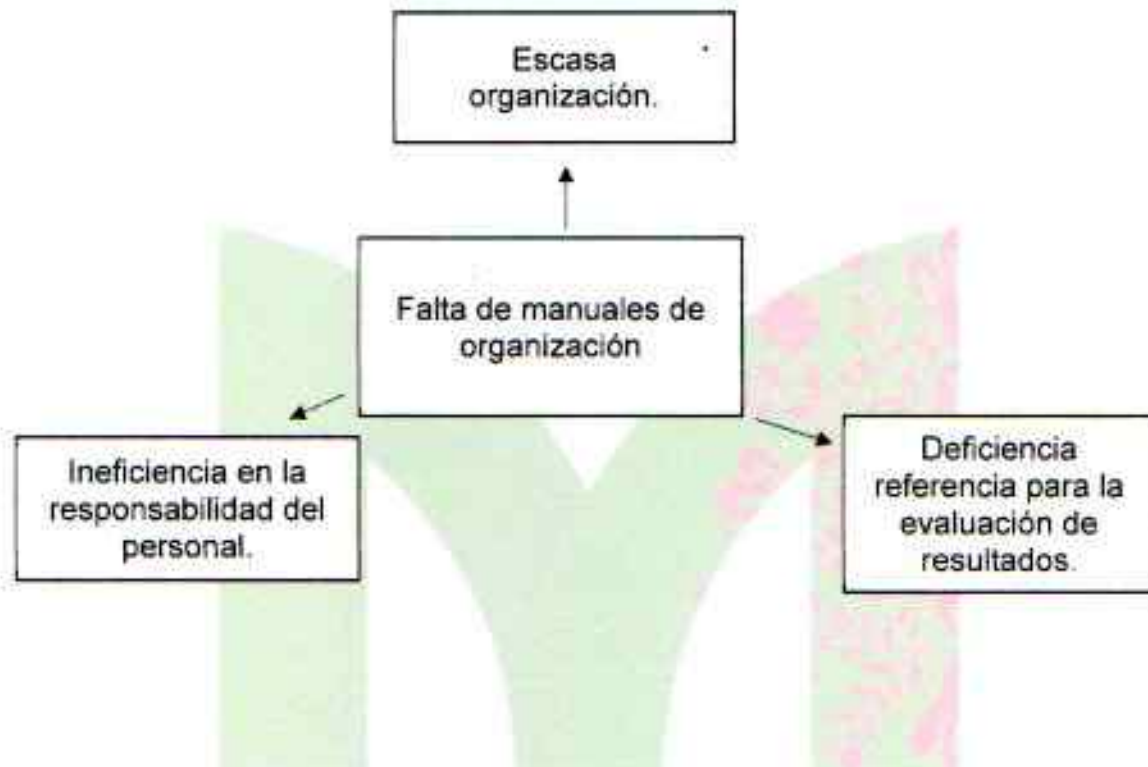 Escasa
organización.
Falta de manuales de
organización
Ineficiencia en la
responsabilidad del
personal.
Deficiencia
referencia para la
evaluación de
resultados.